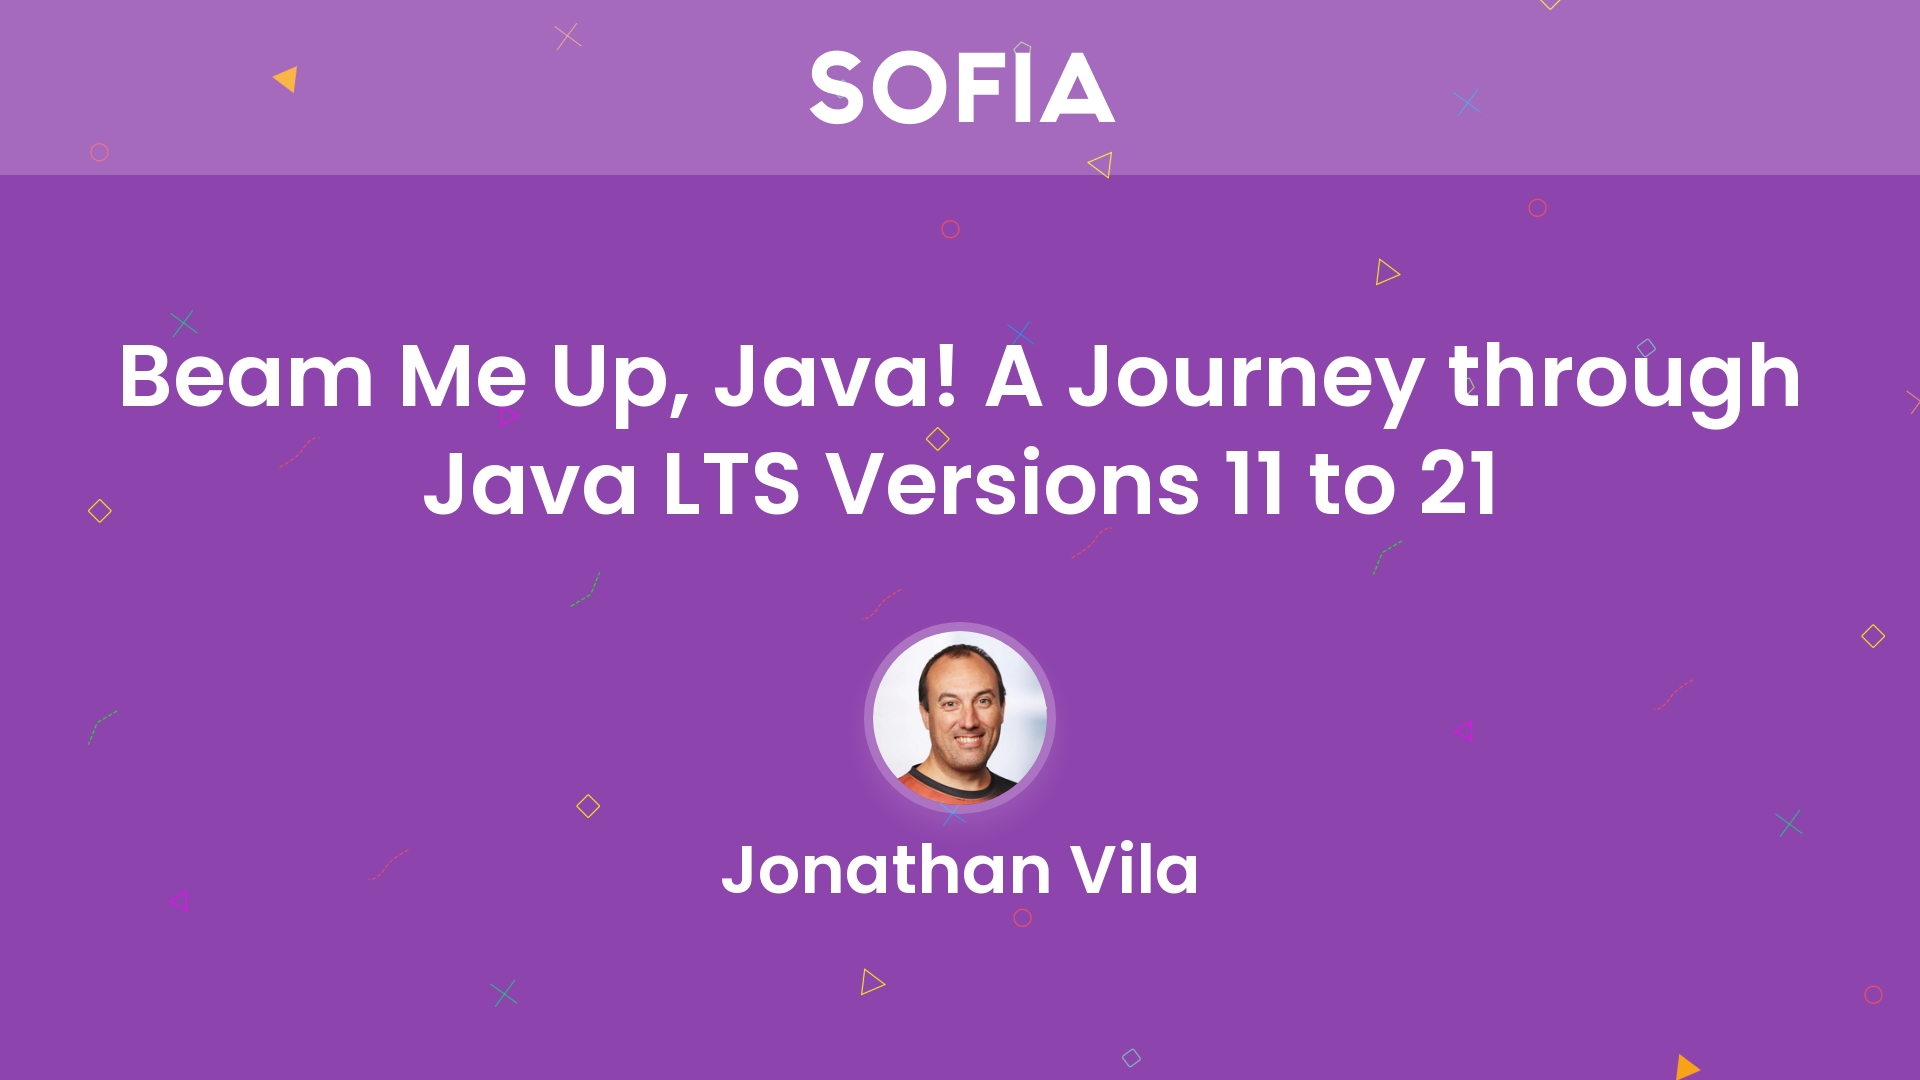 SOFIA
Beam Me Up, Java! A Journey through
Java LTS Versions 11 to 21
Jonathan Vila